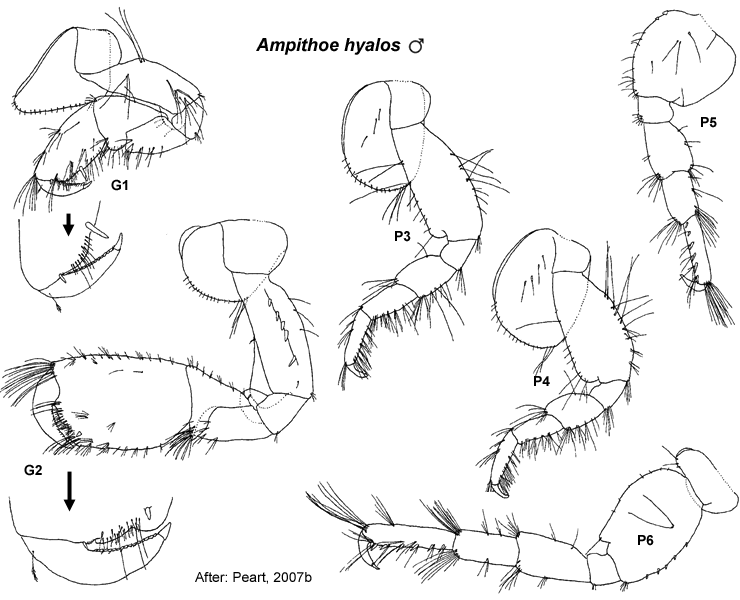 Ampithoe hyalos ♂
P5
G1
P3
P4
G2
P6
After: Peart, 2007b